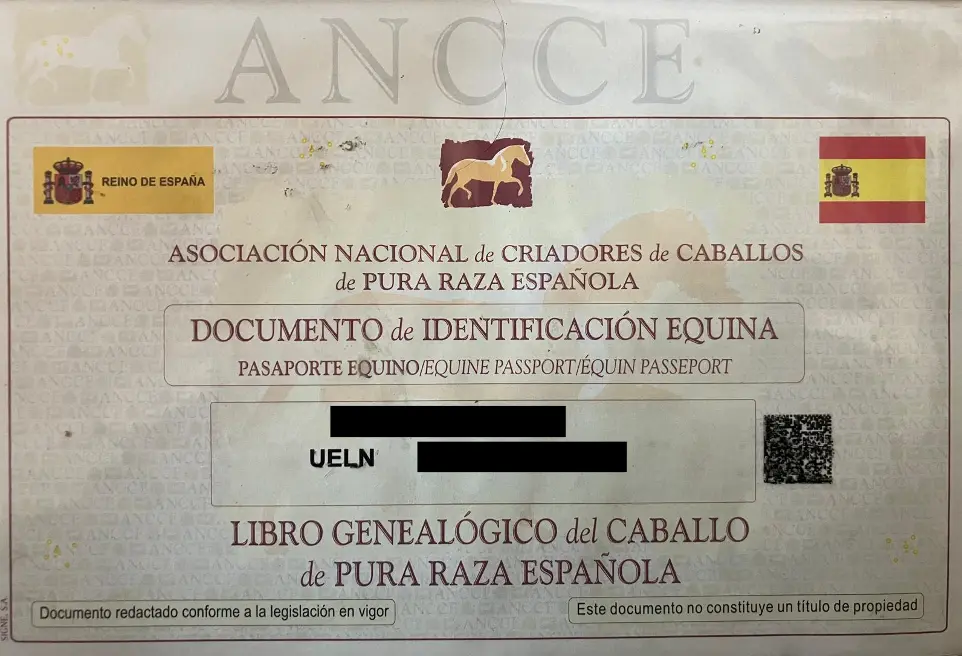 ANCCE
REINO DE ESPAÑA
ASOCIACIÓN NACIONAL de CRIADORES de CABALLOS
de PURA RAZA ESPAÑOLA
DOCUMENTO de IDENTIFICACIÓN EQUINA
PASAPORTE EQUINO/EQUINE PASSPORT/ÉQUIN PASSEPORT
UELN
LIBRO GENEALÓGICO del CABALLO
de PURA RAZA ESPAÑOLA
Documento redactado conforme a la legislación en vigor
Este documento no constituye un título de propiedad
SIGNE, S.A